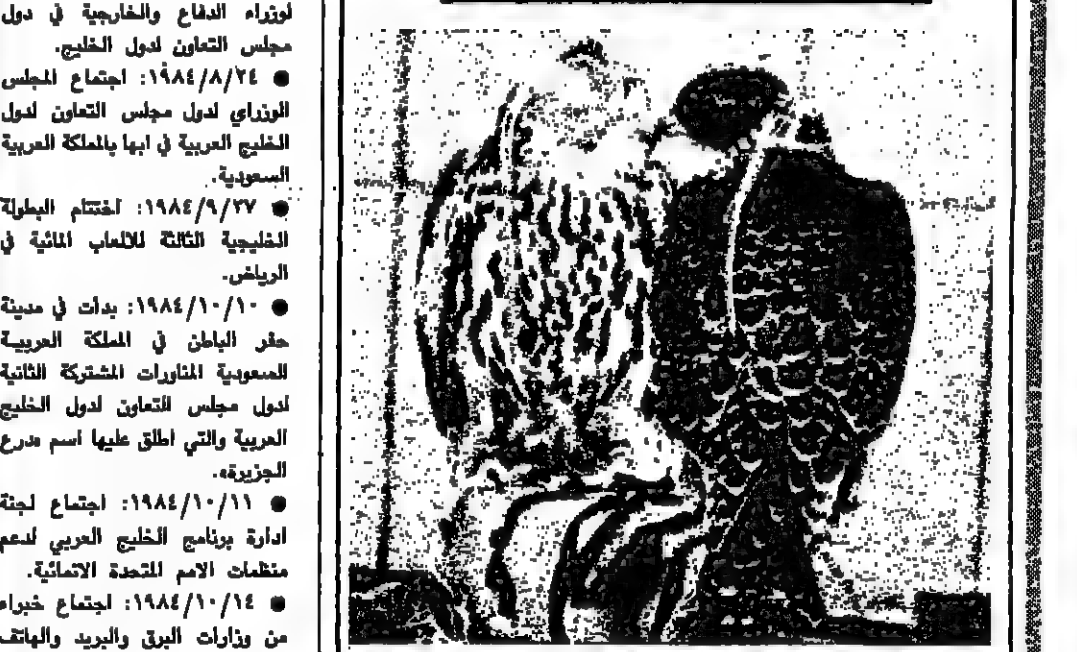 لوزراء الدفاع والخارجية في دول
مجلس التعاون لدول الخليج.
● ١٩٨٤/٨/٢٤: اجتماع المجلس
الوزراي لدول مجلس التعاون لدول
الخليج العربية في ابها بالملكة العربية
السعودية.
● ١٩٨٤/٩/٢٧: اختتام البطولة
الخليجية الثالثة للالعاب المائية في
الرياض.
● ١٩٨٤/١٠/١٠: بدات في مدينة
حفر الباطن في المملكة العربيـة
السعودية المناورات المشتركة الثانية
لدول مجلس التعاون لدول الخليج
العربية والتي اطلق عليها اسم «درع
الجزيرة».
● ١٩٨٤/١٠/١١: اجتماع لجنة
ادارة برنامج الخليج العربي لدعم
منظمات الامم المتحدة الانمائية.
● ١٩٨٤/١٠/١٤: اجتماع خبراء
من وزارات البرق والبريد والهاتف